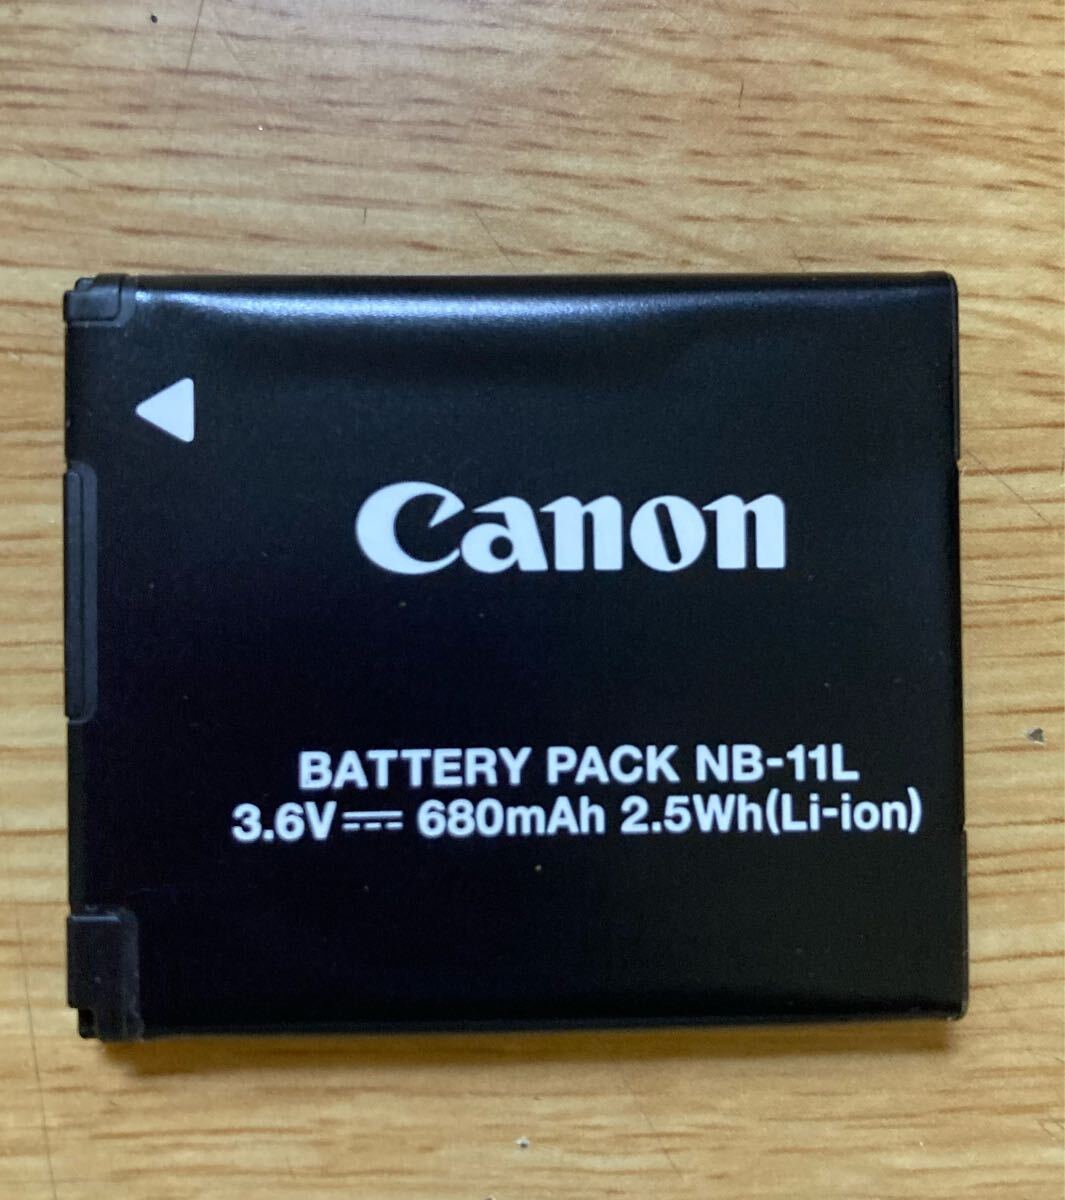 Canon
BATTERY PACK NB-11L
3.6V⎓ 680mAh 2.5Wh(Li-ion)